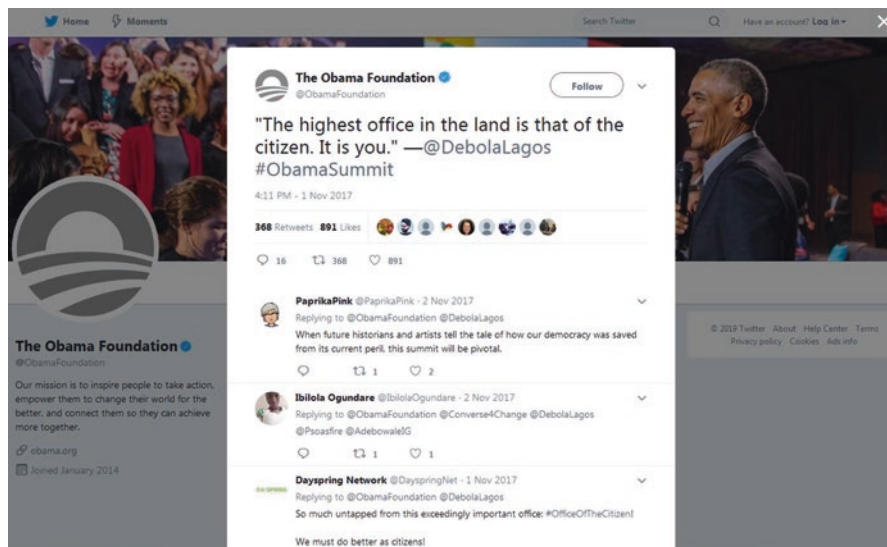 Home Moments Search Twitter Have an account? Log in
The Obama Foundation
@ObamaFoundation
Follow
"The highest office in the land is that of the
citizen. It is you." —@DebolaLagos
#ObamaSummit
4:11 PM - 1 Nov 2017
368 Retweets 891 Likes
16 368 891
PaprikaPink @PaprikaPink · 2 Nov 2017
Replying to @ObamaFoundation @DebolaLagos
When future historians and artists tell the tale of how our democracy was saved
from its current peril, this summit will be pivotal.
1 2
Ibilola Ogundare @IbilolaOgundare · 2 Nov 2017
Replying to @ObamaFoundation @Converse4Change @DebolaLagos
@Psoasfire @AdebowaleIG
1 1
Dayspring Network @DayspringNet · 1 Nov 2017
Replying to @ObamaFoundation @DebolaLagos
So much untapped from this exceedingly important office: #OfficeOfTheCitizen!
We must do better as citizens!
The Obama Foundation
@ObamaFoundation
Our mission is to inspire people to take action,
empower them to change their world for the
better, and connect them so they can achieve
more together.
obama.org
Joined January 2014
© 2019 Twitter About Help Center Terms
Privacy policy Cookies Ads info